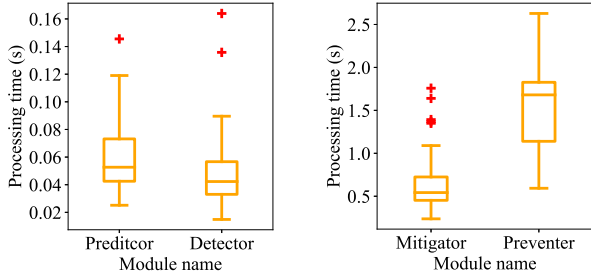 Processing time (s)
0.16
0.14
0.12
0.10
0.08
0.06
0.04
0.02
Preditcor Detector
Module name
Processing time (s)
2.5
2.0
1.5
1.0
0.5
Mitigator Preventer
Module name